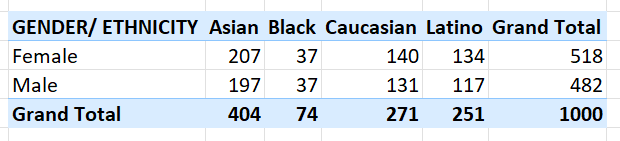 GENDER/ ETHNICITY Asian Black Caucasian Latino Grand Total
Female 207 37 140 134 518
Male 197 37 131 117 482
Grand Total 404 74 271 251 1000